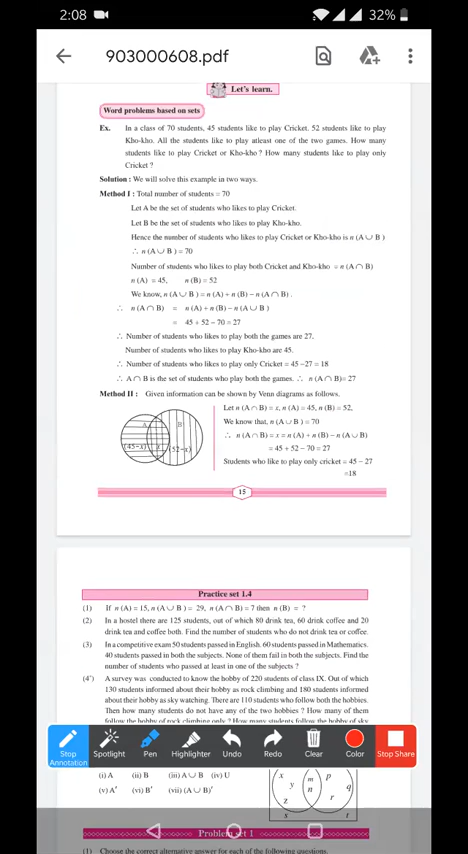 2:08
32%
903000608.pdf
Let's learn.
Word problems based on sets
Ex. In a class of 70 students, 45 students like to play Cricket. 52 students like to play
Kho-kho. All the students like to play atleast one of the two games. How many
students like to play Cricket or Kho-kho ? How many students like to play only
Cricket ?
Solution : We will solve this example in two ways.
Method I : Total number of students = 70
Let A be the set of students who likes to play Cricket.
Let B be the set of students who likes to play Kho-kho.
Hence the number of students who likes to play Cricket or Kho-kho is n (A ∪ B )
∴ n (A ∪ B ) = 70
Number of students who likes to play both Cricket and Kho-kho = n (A ∩ B)
n (A) = 45, n (B) = 52
We know, n (A ∪ B ) = n (A) + n (B) - n (A ∩ B) .
∴ n (A ∩ B) = n (A) + n (B) - n (A ∪ B )
= 45 + 52 - 70 = 27
∴ Number of students who likes to play both the games are 27.
Number of students who likes to play Kho-kho are 45.
∴ Number of students who likes to play only Cricket = 45 -27 = 18
∴ A ∩ B is the set of students who play both the games. ∴ n (A ∩ B)= 27
Method II : Given information can be shown by Venn diagrams as follows.
Let n (A ∩ B) = x, n (A) = 45, n (B) = 52,
We know that, n (A ∪ B ) = 70
∴ n (A ∩ B) = x = n (A) + n (B) - n (A ∪ B)
= 45 + 52 - 70 = 27
Students who like to play only cricket = 45 - 27
=18
A B
(45-x) x (52-x)
15
Practice set 1.4
(1) If n (A) = 15, n (A ∪ B ) = 29, n (A ∩ B) = 7 then n (B) = ?
(2) In a hostel there are 125 students, out of which 80 drink tea, 60 drink coffee and 20
drink tea and coffee both. Find the number of students who do not drink tea or coffee.
(3) In a competitive exam 50 students passed in English. 60 students passed in Mathematics.
40 students passed in both the subjects. None of them fail in both the subjects. Find the
number of students who passed at least in one of the subjects ?
(4*) A survey was conducted to know the hobby of 220 students of class IX. Out of which
130 students informed about their hobby as rock climbing and 180 students informed
about their hobby as sky watching. There are 110 students who follow both the hobbies.
Then how many students do not have any of the two hobbies ? How many of them
follow the hobby of rock climbing only ? How many students follow the hobby of sky
Stop Annotation
Spotlight
Pen
Highlighter
Undo
Redo
Clear
Color
Stop Share
(i) A (ii) B (iii) A ∪ B (iv) U
(v) A′ (vi) B′ (vii) (A ∪ B)′
x m p
y n q
z r
s t
Problem set 1
(1) Choose the correct alternative answer for each of the following questions.